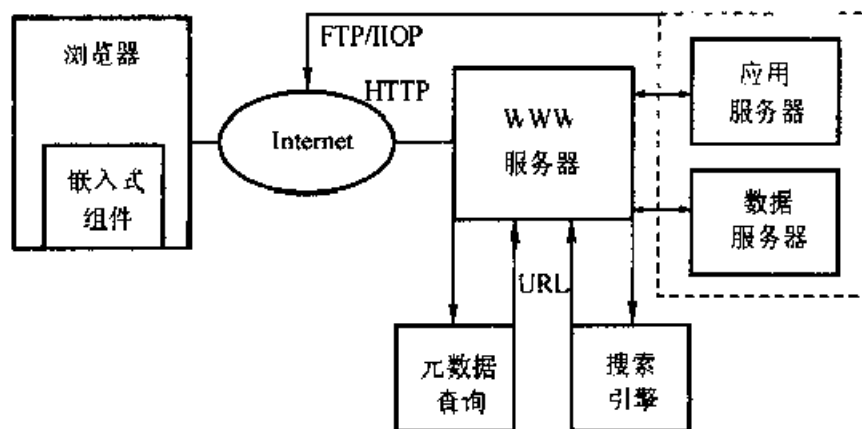 浏览器
嵌入式
组件
FTP/IIOP
HTTP
Internet
WWW
服务器
应用
服务器
数据
服务器
URL
元数据
查询
搜索
引擎